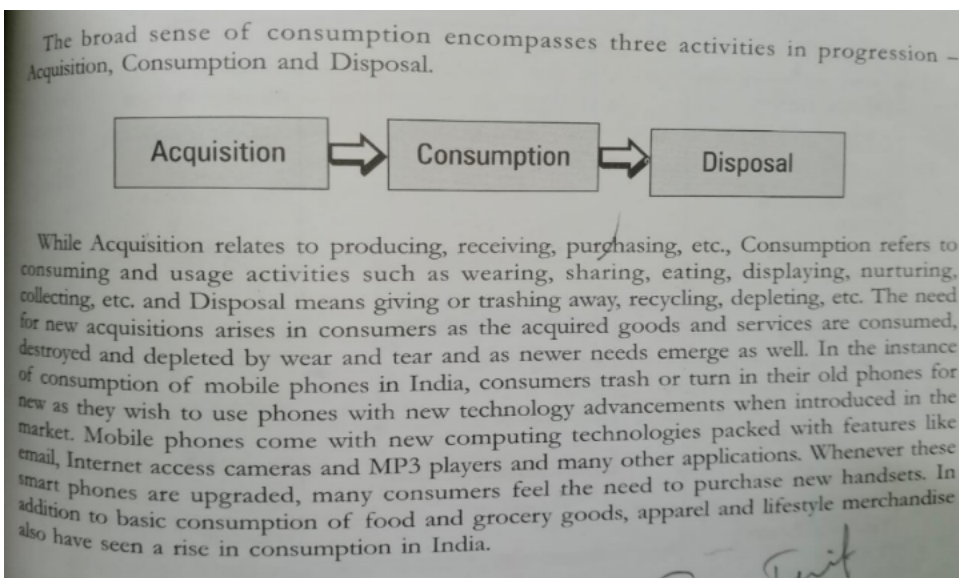 The broad sense of consumption encompasses three activities in progression –
Acquisition, Consumption and Disposal.
Acquisition
Consumption
Disposal
While Acquisition relates to producing, receiving, purchasing, etc., Consumption refers to
consuming and usage activities such as wearing, sharing, eating, displaying, nurturing,
collecting, etc. and Disposal means giving or trashing away, recycling, depleting, etc. The need
for new acquisitions arises in consumers as the acquired goods and services are consumed,
destroyed and depleted by wear and tear and as newer needs emerge as well. In the instance
of consumption of mobile phones in India, consumers trash or turn in their old phones for
new as they wish to use phones with new technology advancements when introduced in the
market. Mobile phones come with new computing technologies packed with features like
email, Internet access cameras and MP3 players and many other applications. Whenever these
smart phones are upgraded, many consumers feel the need to purchase new handsets. In
addition to basic consumption of food and grocery goods, apparel and lifestyle merchandise
also have seen a rise in consumption in India.